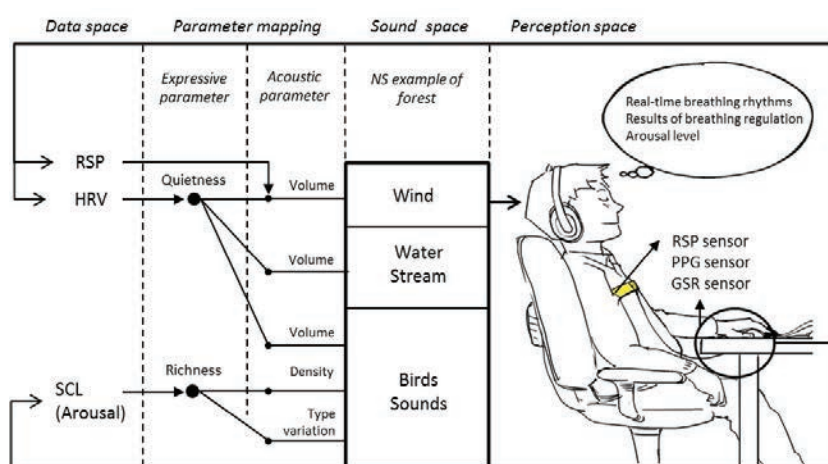 Data space
Parameter mapping
Sound space
Perception space
Expressive
parameter
Acoustic
parameter
NS example of
forest
Real-time breathing rhythms
Results of breathing regulation
Arousal level
RSP
HRV
Quietness
Volume
Wind
Volume
Water
Stream
Volume
RSP sensor
PPG sensor
GSR sensor
SCL
(Arousal)
Richness
Density
Type
variation
Birds
Sounds